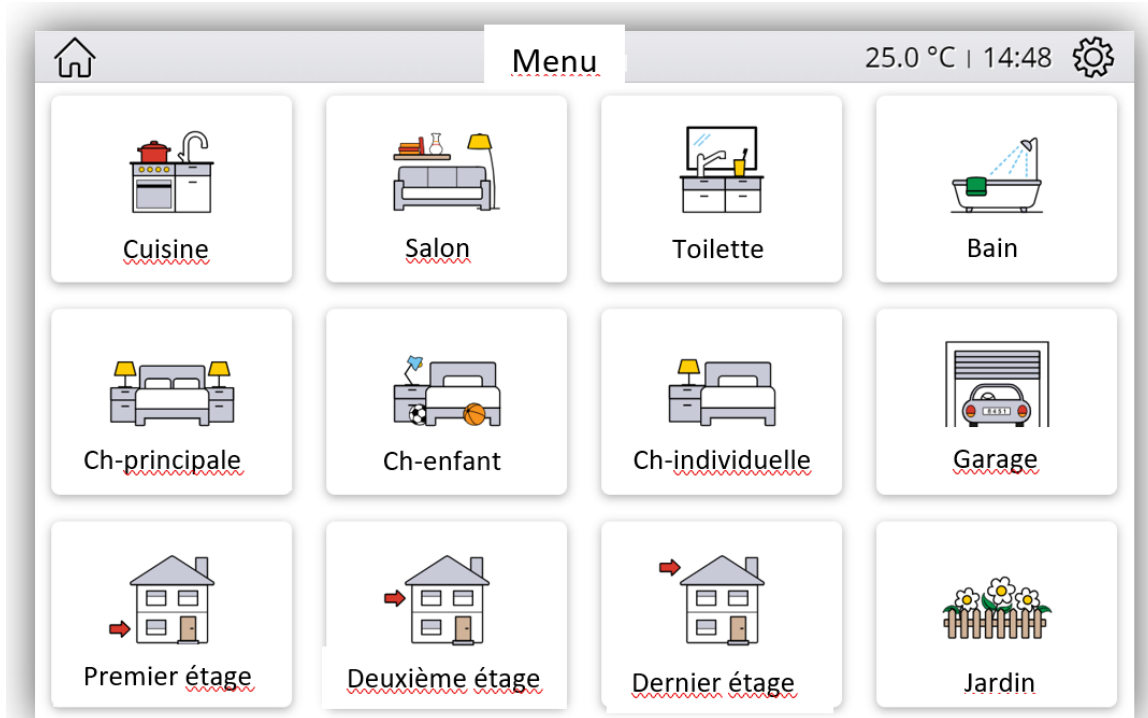 Menu
25.0 °C | 14:48
Cuisine
Salon
Toilette
Bain
Ch-principale
Ch-enfant
Ch-individuelle
Garage
8451
Premier étage
Deuxième étage
Dernier étage
Jardin